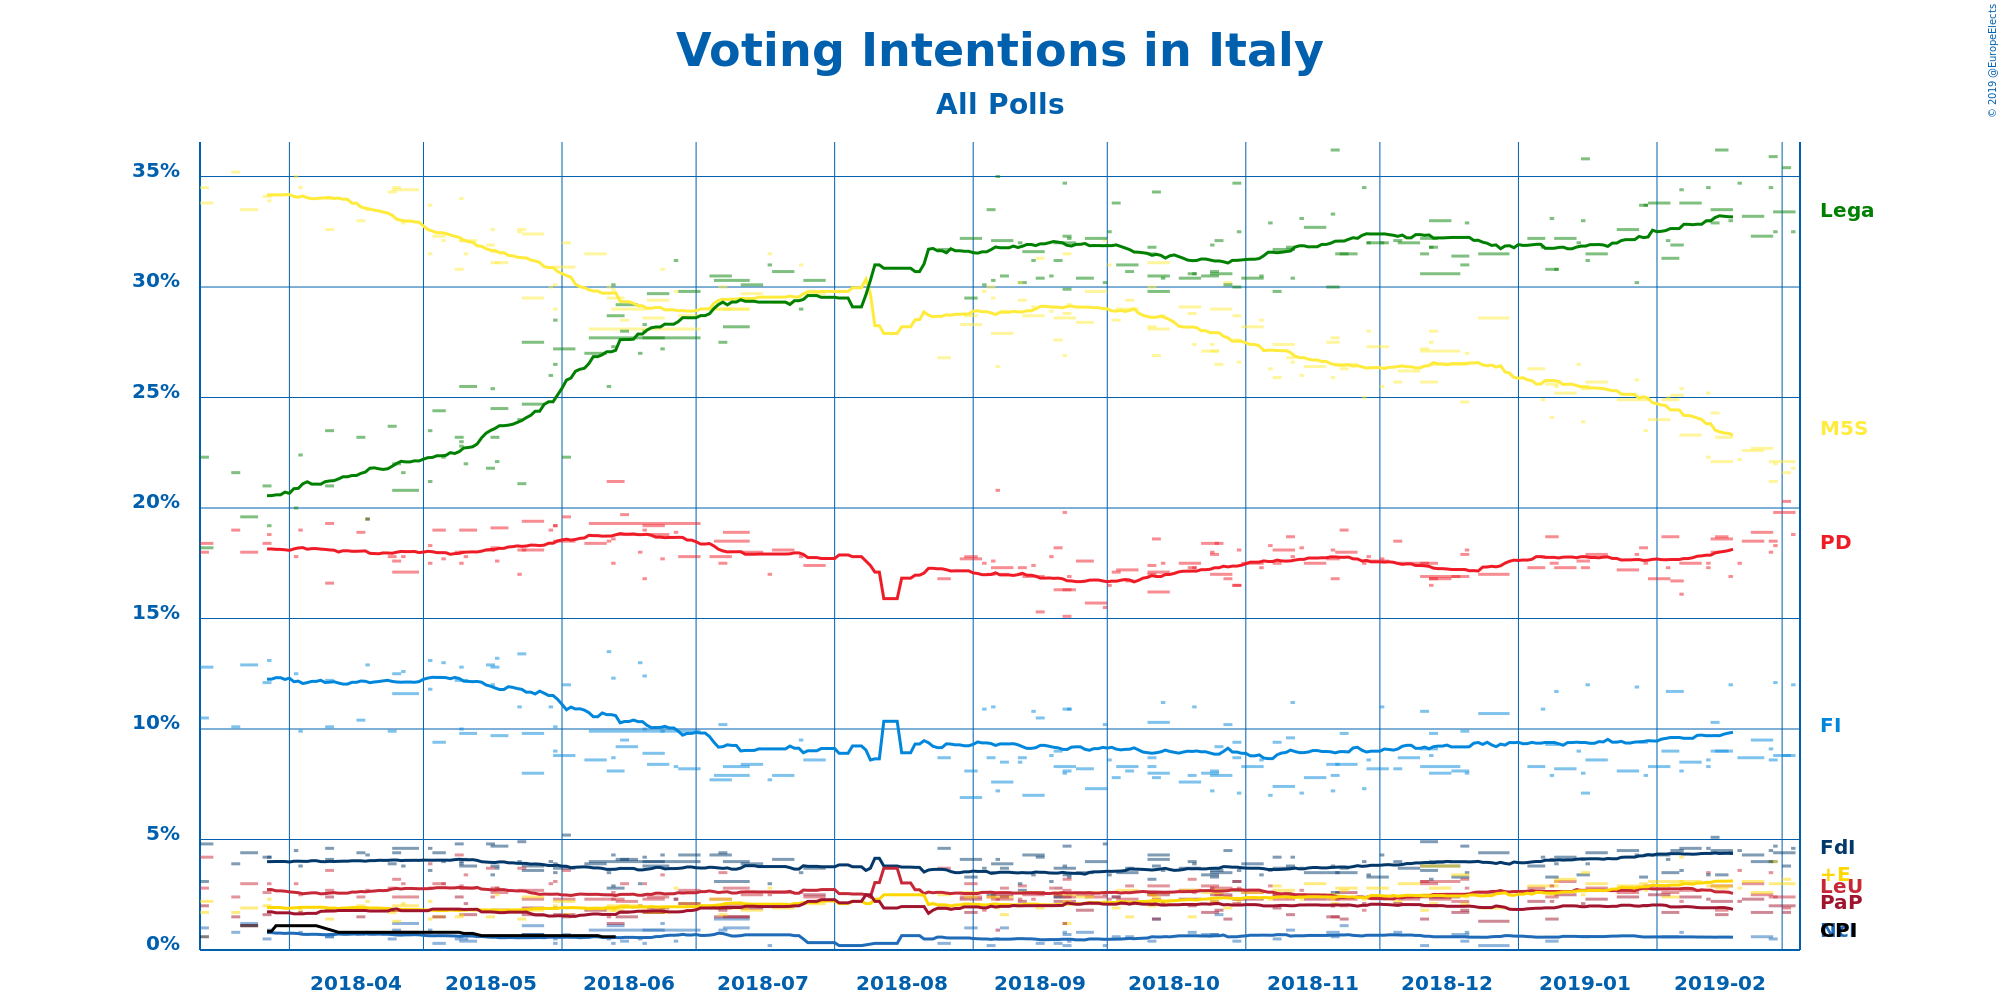 Voting Intentions in Italy
All Polls
© 2019 @EuropeElects
35%
30%
25%
20%
15%
10%
5%
0%
Lega
M5S
PD
FI
FdI
+E
LeU
PaP
CPI
2018-04
2018-05
2018-06
2018-07
2018-08
2018-09
2018-10
2018-11
2018-12
2019-01
2019-02